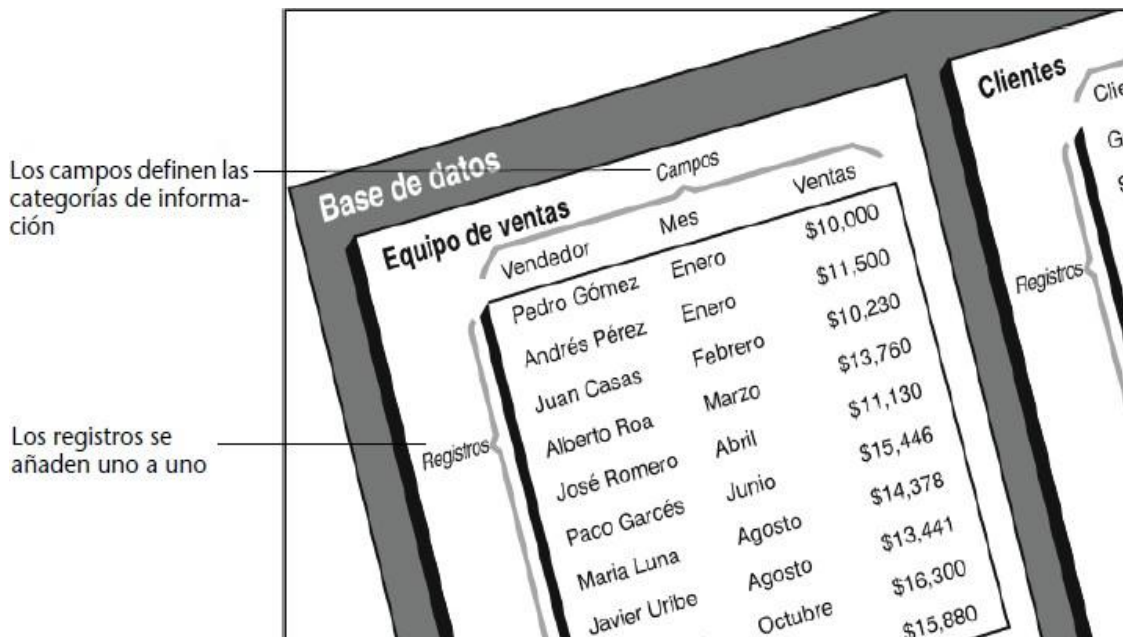 Los campos definen las
categorías de informa-
ción
Los registros se
añaden uno a uno
Base de datos
Equipo de ventas
Campos
Vendedor Mes Ventas
Registros
Pedro Gómez Enero $10,000
Andrés Pérez Enero $11,500
Juan Casas Febrero $10,230
Alberto Roa Marzo $13,760
José Romero Abril $11,130
Paco Garcés Junio $15,446
Maria Luna Agosto $14,378
Javier Uribe Agosto $13,441
Octubre $16,300
$15,880
Clientes
Clie
Registros
G